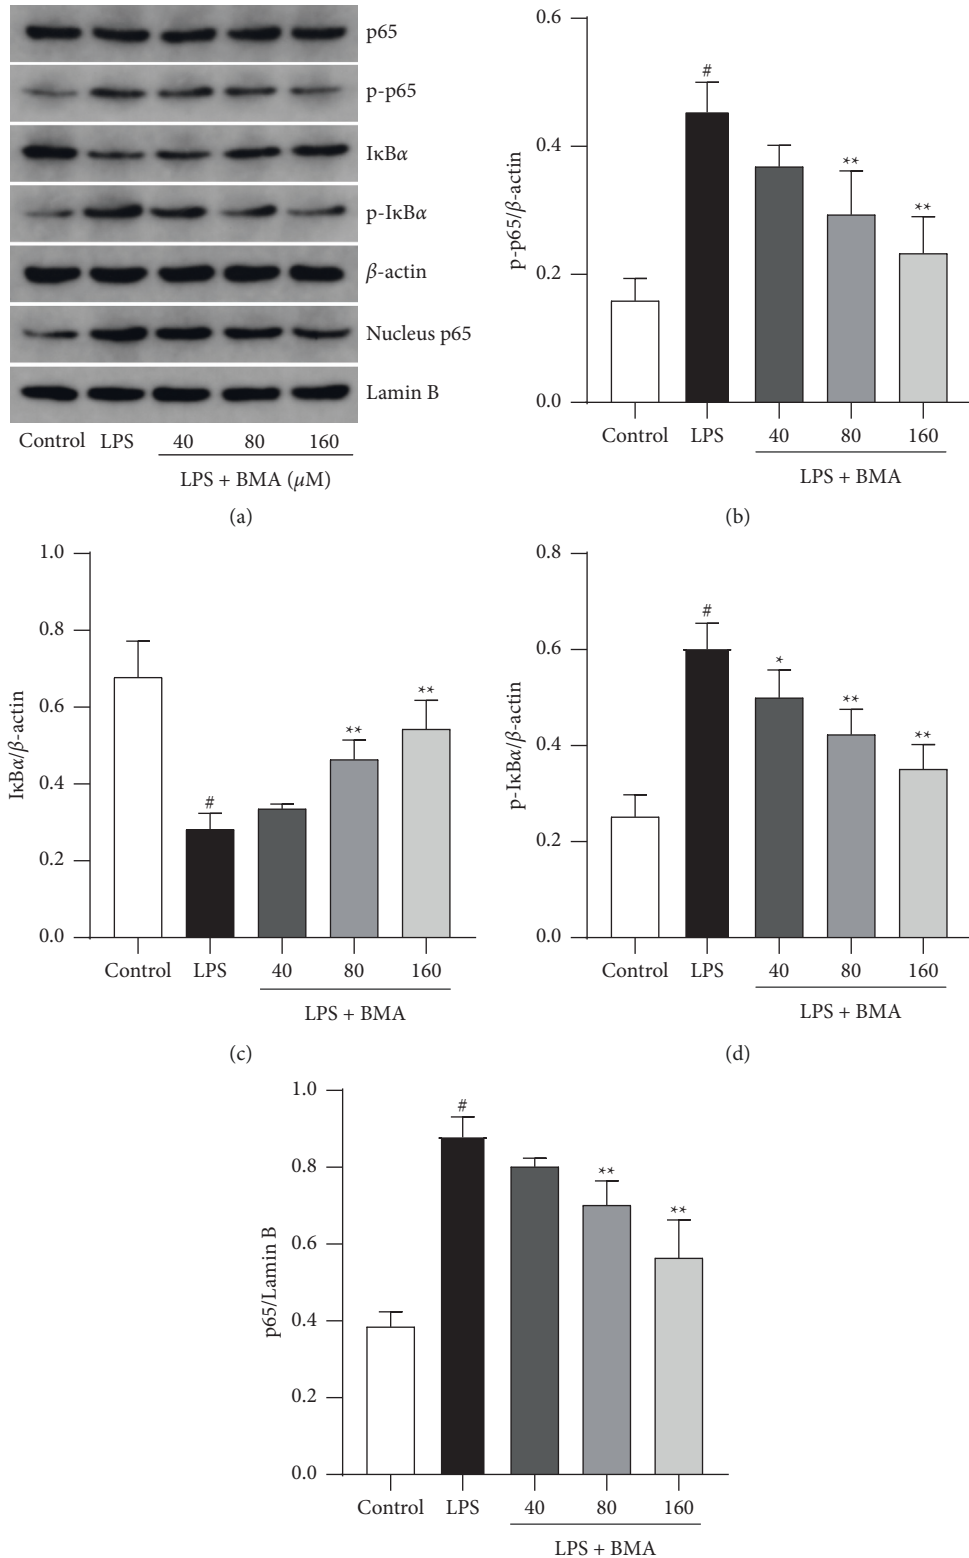 p65
p-p65
IκBα
p-IκBα
β-actin
Nucleus p65
Lamin B
Control LPS 40 80 160
LPS + BMA (μM)
(a)
0.6
0.4
0.2
0.0
p-p65/β-actin
#
**
**
Control LPS 40 80 160
LPS + BMA
(b)
1.0
0.8
0.6
0.4
0.2
0.0
IκBα/β-actin
#
**
**
Control LPS 40 80 160
LPS + BMA
(c)
0.8
0.6
0.4
0.2
0.0
p-IκBα/β-actin
#
*
**
**
Control LPS 40 80 160
LPS + BMA
(d)
1.0
0.8
0.6
0.4
0.2
0.0
p65/Lamin B
#
**
**
Control LPS 40 80 160
LPS + BMA